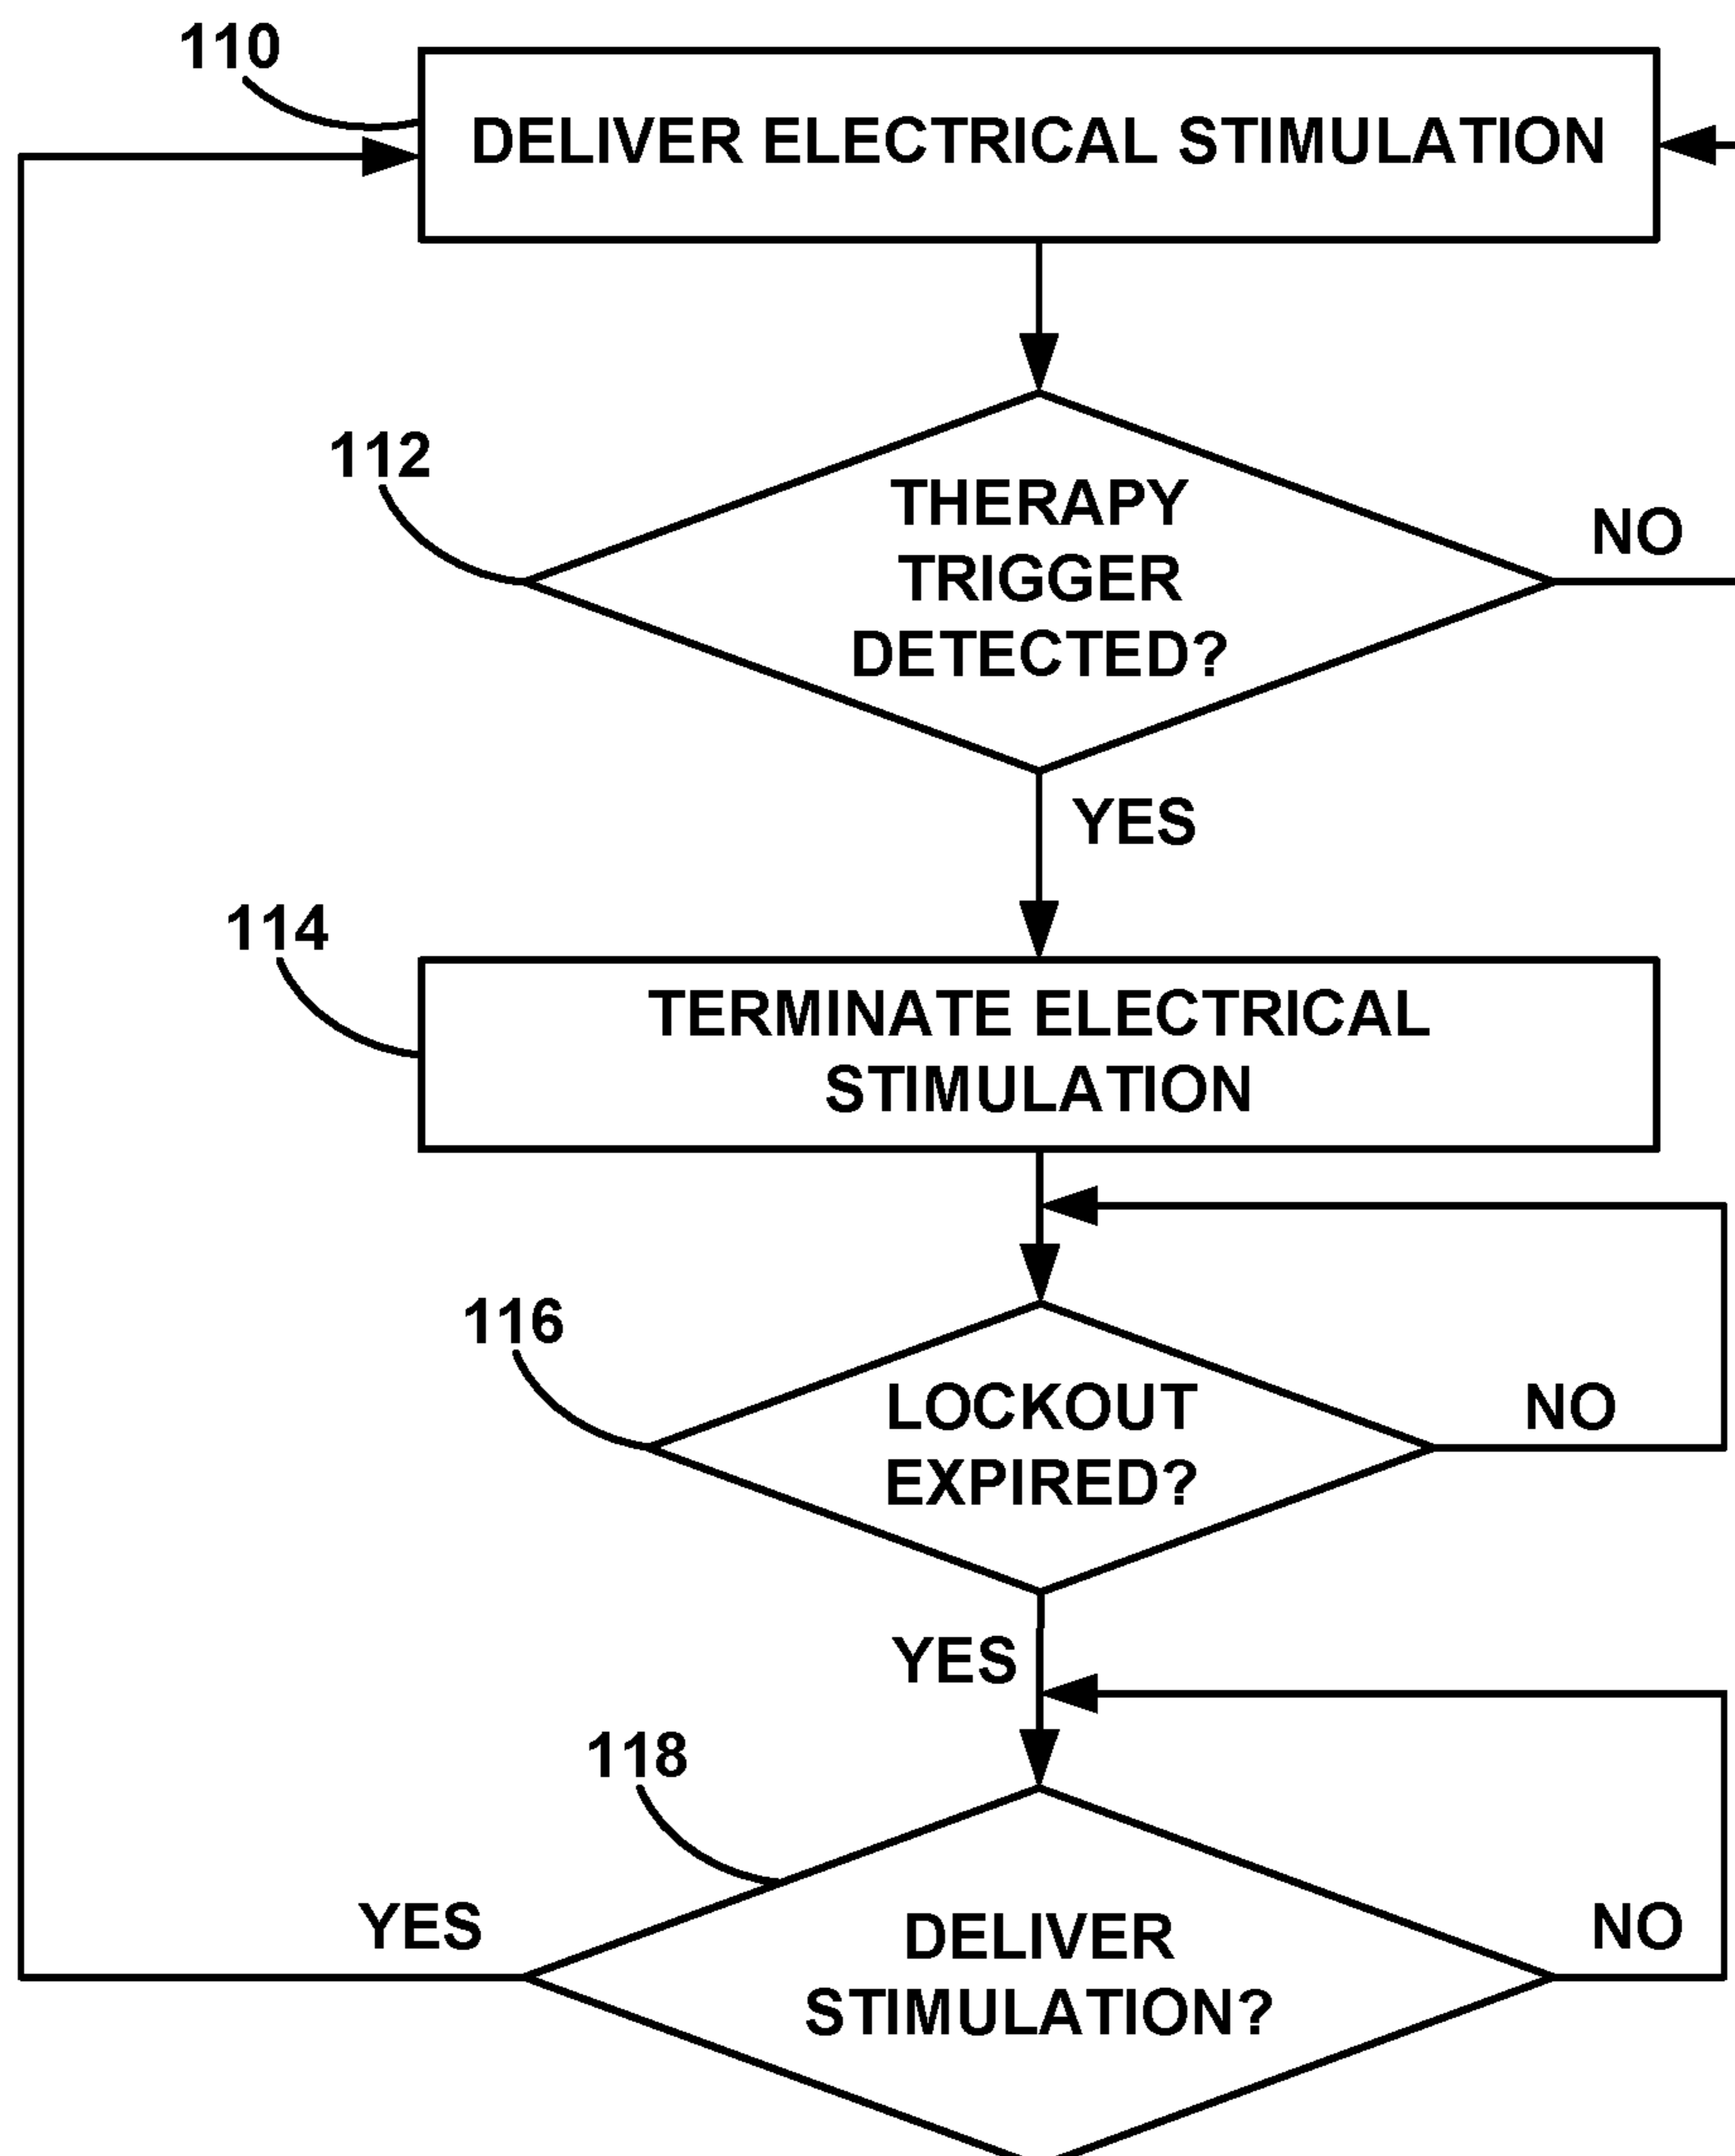 110
DELIVER ELECTRICAL STIMULATION
112
THERAPY
TRIGGER
DETECTED?
NO
YES
114
TERMINATE ELECTRICAL
STIMULATION
116
LOCKOUT
EXPIRED?
NO
YES
118
YES
DELIVER
STIMULATION?
NO